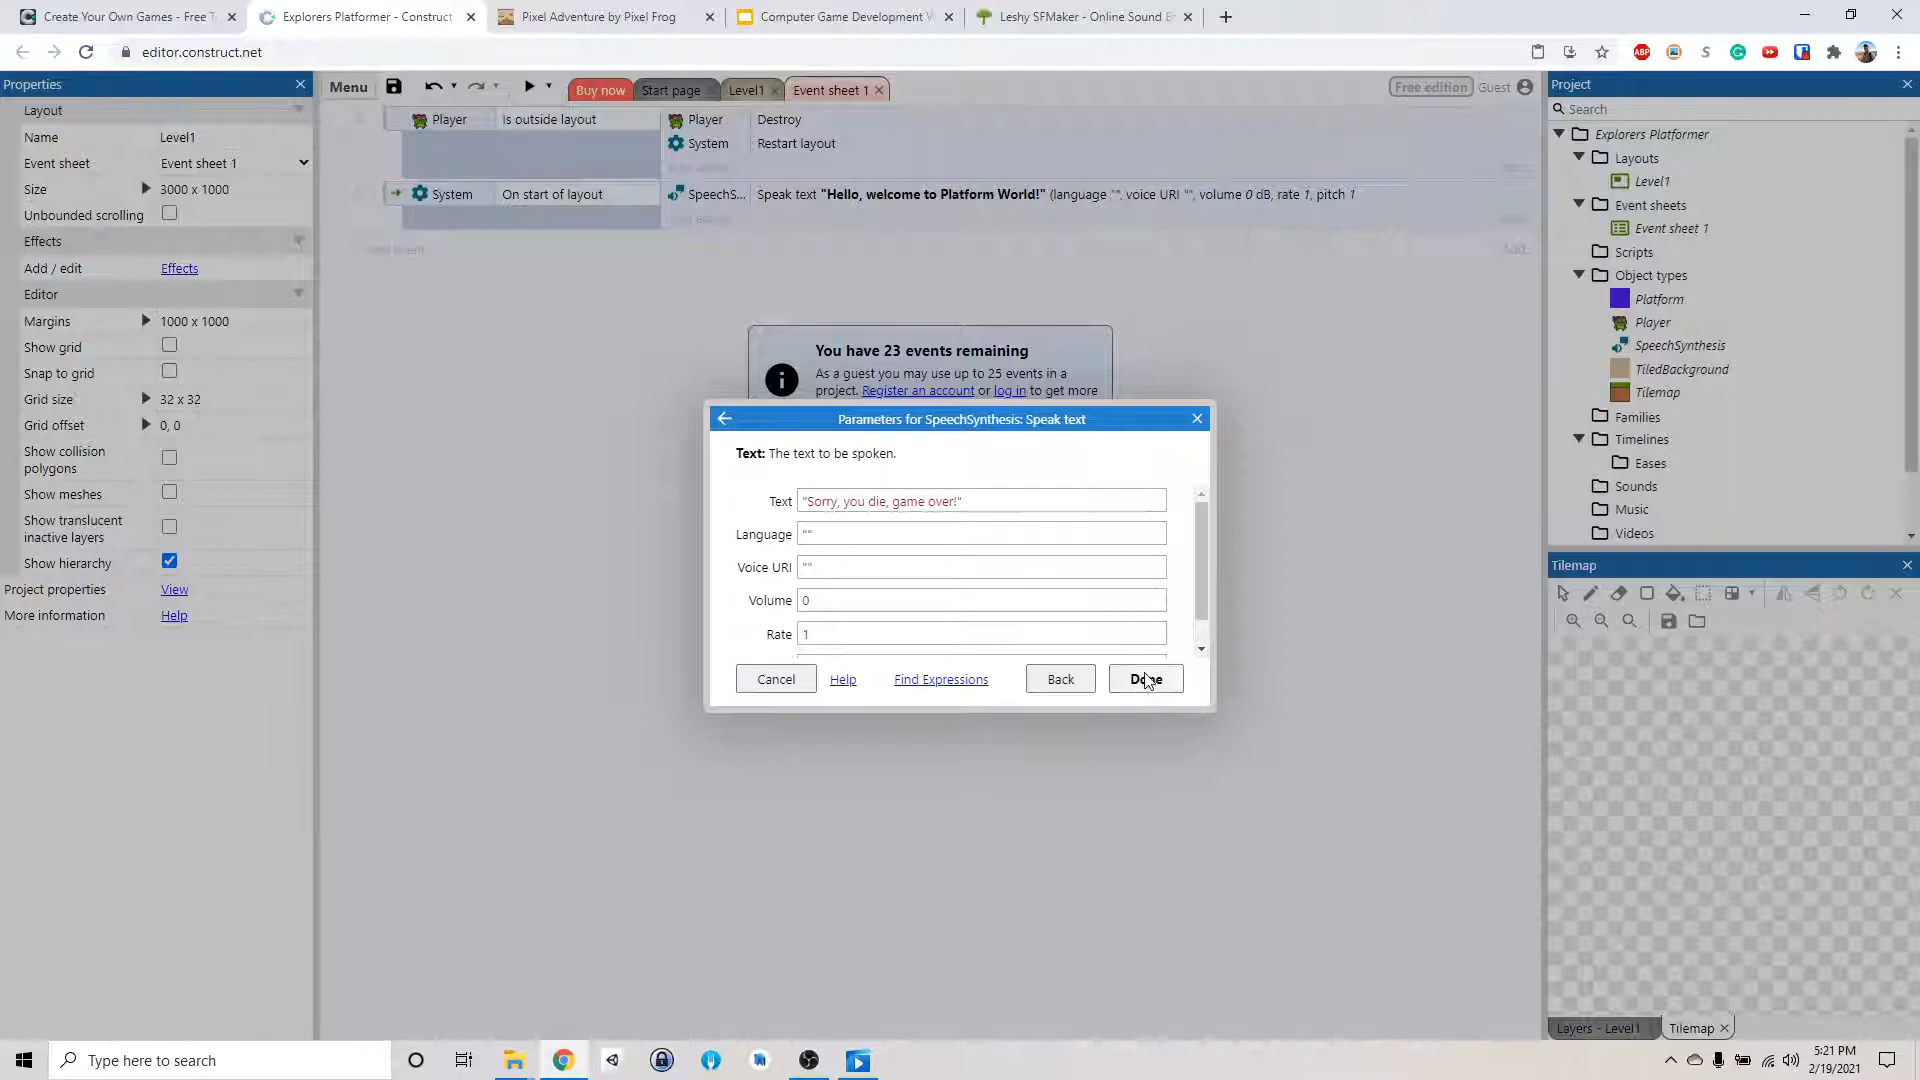 Create Your Own Games - Free T
Explorers Platformer - Construct
Pixel Adventure by Pixel Frog
Computer Game Development
Leshy SFMaker - Online Sound E
editor.construct.net
ABP
Properties
Layout
Name Level1
Event sheet Event sheet 1
Size 3000 x 1000
Unbounded scrolling
Effects
Add / edit Effects
Editor
Margins 1000 x 1000
Show grid
Snap to grid
Grid size 32 x 32
Grid offset 0, 0
Show collision
polygons
Show meshes
Show translucent
inactive layers
Show hierarchy
Project properties View
More information Help
Menu
Buy now
Start page
Level1
Event sheet 1
Free edition
Guest
Player Is outside layout Player Destroy
System Restart layout
System On start of layout SpeechS... Speak text "Hello, welcome to Platform World!" (language "", voice URI "", volume 0 dB, rate 1, pitch 1
You have 23 events remaining
As a guest you may use up to 25 events in a
project. Register an account or log in to get more
Parameters for SpeechSynthesis: Speak text
Text: The text to be spoken.
Text "Sorry, you die, game over!"
Language ""
Voice URI ""
Volume 0
Rate 1
Cancel
Help
Find Expressions
Back
Done
Project
Search
Explorers Platformer
Layouts
Level1
Event sheets
Event sheet 1
Scripts
Object types
Platform
Player
SpeechSynthesis
TiledBackground
Tilemap
Families
Timelines
Eases
Sounds
Music
Videos
Tilemap
Layers - Level1
Tilemap
Type here to search
5:21 PM
2/19/2021